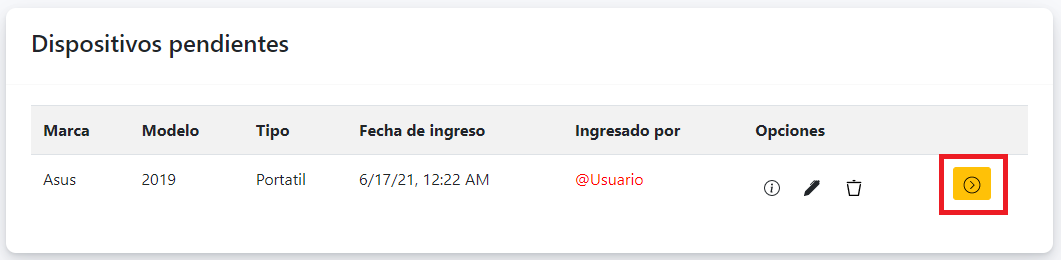 Dispositivos pendientes
Marca Modelo Tipo Fecha de ingreso Ingresado por Opciones
Asus 2019 Portatil 6/17/21, 12:22 AM @Usuario